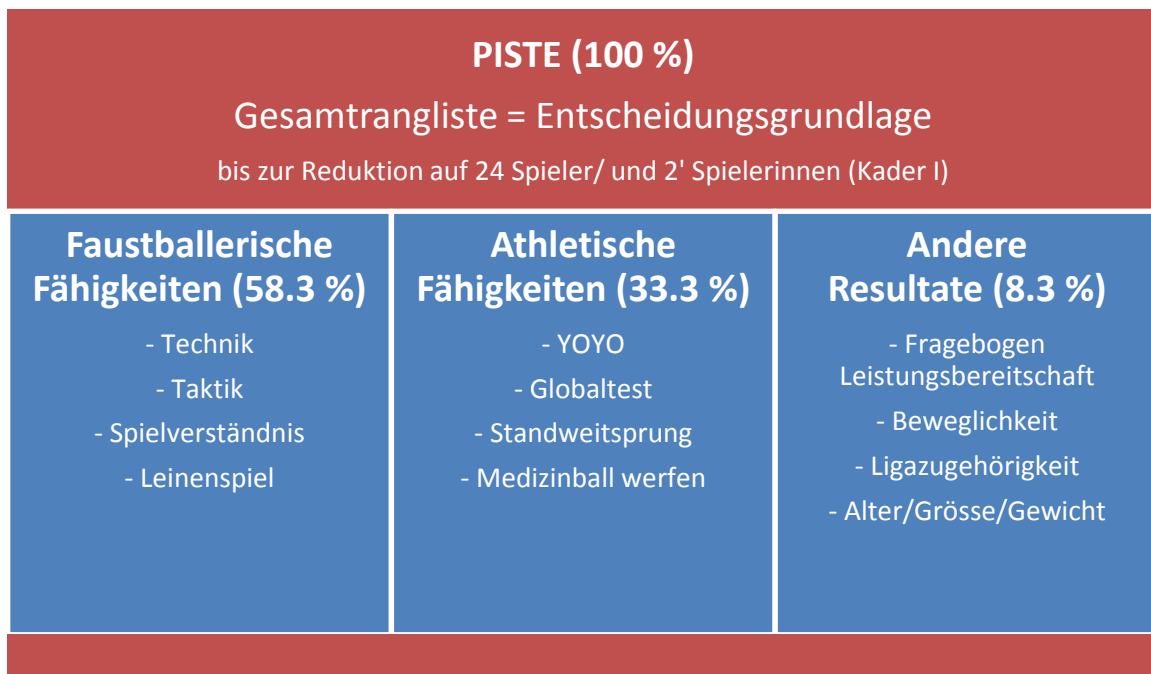 PISTE (100 %)
Gesamtrangliste = Entscheidungsgrundlage
bis zur Reduktion auf 24 Spieler/ und 2' Spielerinnen (Kader I)
Faustballerische
Fähigkeiten (58.3 %)
- Technik
- Taktik
- Spielverständnis
- Leinenspiel
Athletische
Fähigkeiten (33.3 %)
- YOYO
- Globaltest
- Standweitsprung
- Medizinball werfen
Andere
Resultate (8.3 %)
- Fragebogen
Leistungsbereitschaft
- Beweglichkeit
- Ligazugehörigkeit
- Alter/Grösse/Gewicht